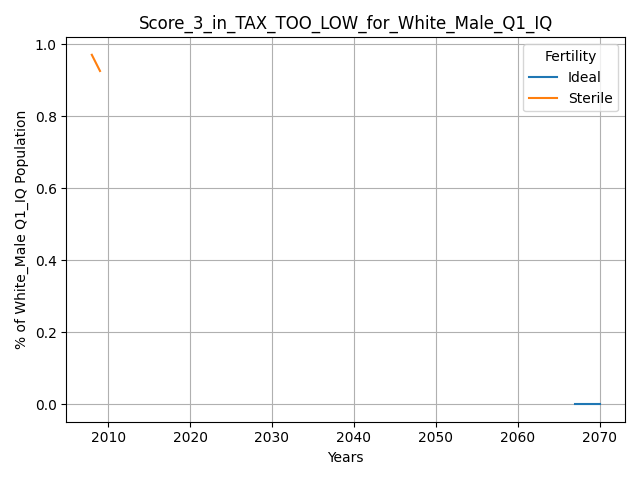 Score_3_in_TAX_TOO_LOW_for_White_Male_Q1_IQ
Fertility
Ideal
Sterile
% of White_Male Q1_IQ Population
1.0
0.8
0.6
0.4
0.2
0.0
2010 2020 2030 2040 2050 2060 2070
Years